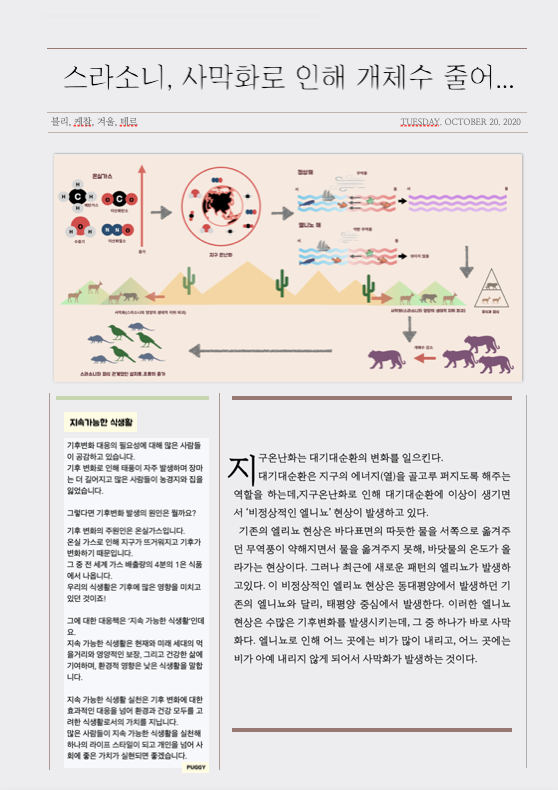 스라소니, 사막화로 인해 개체수 줄어...
블리, 캐찹, 겨울, 테르
TUESDAY. OCTOBER 20, 2020
온실가스
H
H C H
H
메탄가스
O C O
이산화탄소
O
H H
수증기
N N O
증가
지구 온난화
평상시
무역풍
서
동
엘니뇨 때
약한 무역풍
서
동
사막화(스라소니의 영양의 생태적 지위 파괴)
먹이의 감소
개체수 감소
스라소니와 피식 관계였던 설치류, 조류의 증가
지속가능한 식생활
기후변화 대응의 필요성에 대해 많은 사람들
이 공감하고 있습니다.
기후 변화로 인해 태풍이 자주 발생하며 장마
는 더 길어지고 많은 사람들이 농경지와 집을
잃었습니다.
그렇다면 기후변화 발생의 원인은 뭘까요?
기후 변화의 주원인은 온실가스입니다.
온실 가스로 인해 지구가 뜨거워지고 기후가
변화하기 때문입니다.
그 중 전 세계 가스 배출량의 4분의 1은 식품
에서 나옵니다.
우리의 식생활은 기후에 많은 영향을 미치고
있던 것이죠!
그에 대한 대응책은 '지속 가능한 식생활'인데
요.
지속 가능한 식생활은 현재와 미래 세대의 먹
을거리와 영양적인 보장, 그리고 건강한 삶에
기여하며, 환경적 영향은 낮은 식생활을 말합
니다.
지속 가능한 식생활 실천은 기후 변화에 대한
효과적인 대응을 넘어 환경과 건강 모두를 고
려한 식생활로서의 가치를 지닙니다.
많은 사람들이 지속 가능한 식생활을 실천해
하나의 라이프 스타일이 되고 개인을 넘어 사
회에 좋은 가치가 실현되면 좋겠습니다.
PUGGY
지구온난화는 대기대순환의 변화를 일으킨다.
대기대순환은 지구의 에너지(열)을 골고루 퍼지도록 해주는
역할을 하는데,지구온난화로 인해 대기대순환에 이상이 생기면
서 '비정상적인 엘니뇨' 현상이 발생하고 있다.
기존의 엘리뇨 현상은 바다표면의 따듯한 물을 서쪽으로 옮겨주
던 무역풍이 약해지면서 물을 옮겨주지 못해, 바닷물의 온도가 올
라가는 현상이다. 그러나 최근에 새로운 패턴의 엘리뇨가 발생하
고있다. 이 비정상적인 엘리뇨 현상은 동대평양에서 발생하던 기
존의 엘니뇨와 달리, 태평양 중심에서 발생한다. 이러한 엘니뇨
현상은 수많은 기후변화를 발생시키는데, 그 중 하나가 바로 사막
화다. 엘니뇨로 인해 어느 곳에는 비가 많이 내리고, 어느 곳에는
비가 아예 내리지 않게 되어서 사막화가 발생하는 것이다.